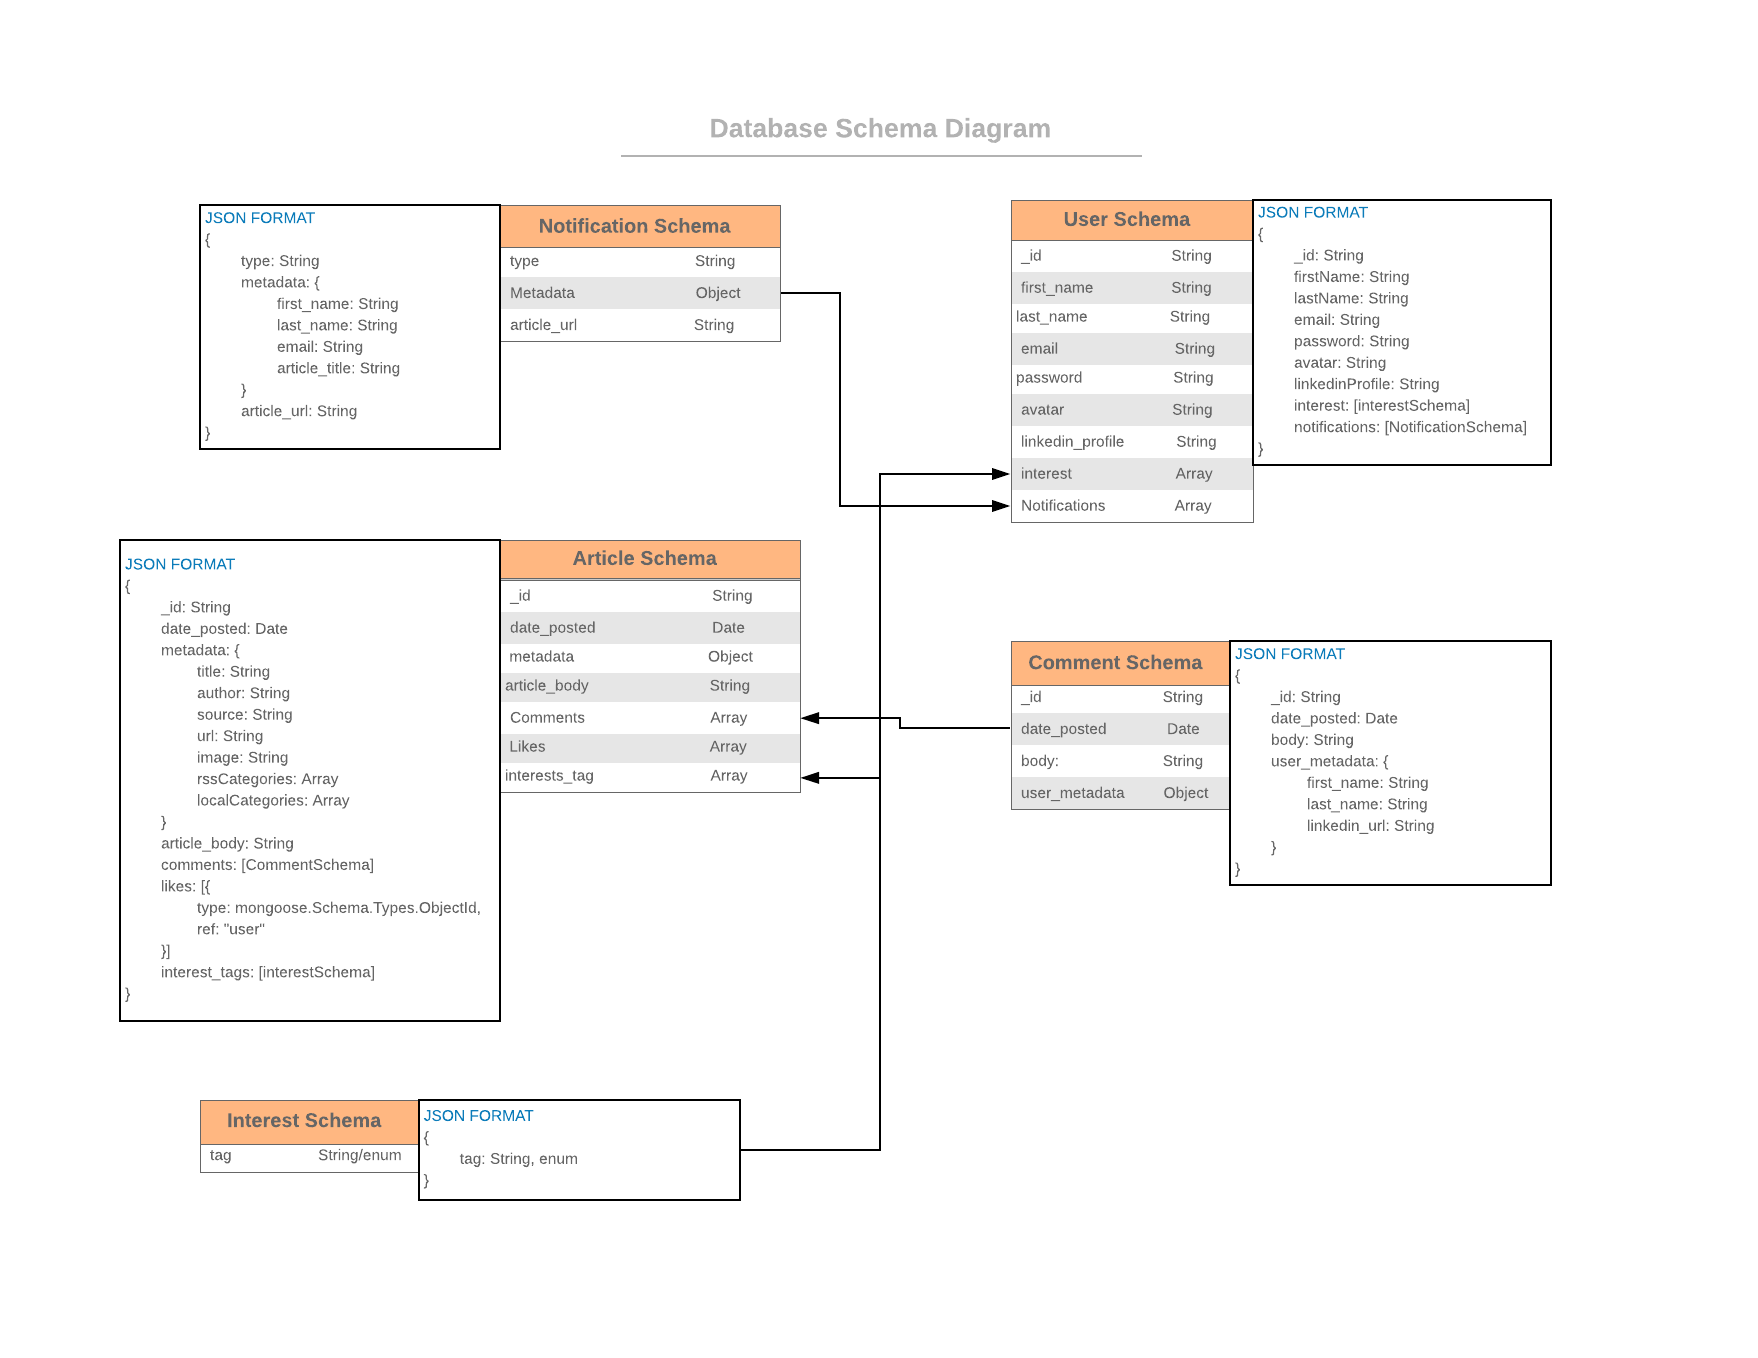 Database Schema Diagram
JSON FORMAT
{
type: String
metadata: {
first_name: String
last_name: String
email: String
article_title: String
}
article_url: String
}
Notification Schema
type String
Metadata Object
article_url String
User Schema
_id String
first_name String
last_name String
email String
password String
avatar String
linkedin_profile String
interest Array
Notifications Array
JSON FORMAT
{
_id: String
firstName: String
lastName: String
email: String
password: String
avatar: String
linkedinProfile: String
interest: [interestSchema]
notifications: [NotificationSchema]
}
JSON FORMAT
{
_id: String
date_posted: Date
metadata: {
title: String
author: String
source: String
url: String
image: String
rssCategories: Array
localCategories: Array
}
article_body: String
comments: [CommentSchema]
likes: [{
type: mongoose.Schema.Types.ObjectId,
ref: "user"
}]
interest_tags: [interestSchema]
}
Article Schema
_id String
date_posted Date
metadata Object
article_body String
Comments Array
Likes Array
interests_tag Array
Comment Schema
_id String
date_posted Date
body: String
user_metadata Object
JSON FORMAT
{
_id: String
date_posted: Date
body: String
user_metadata: {
first_name: String
last_name: String
linkedin_url: String
}
}
Interest Schema
tag String/enum
JSON FORMAT
{
tag: String, enum
}